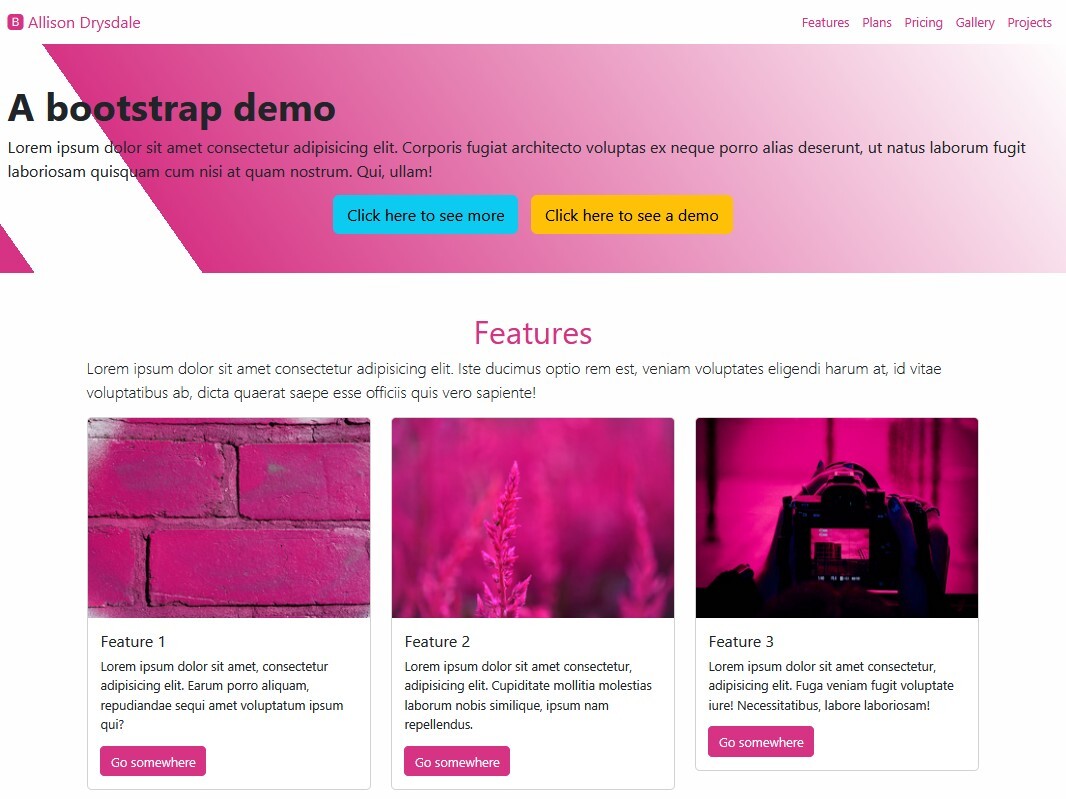 B Allison Drysdale
Features Plans Pricing Gallery Projects
A bootstrap demo
Lorem ipsum dolor sit amet consectetur adipisicing elit. Corporis fugiat architecto voluptas ex neque porro alias deserunt, ut natus laborum fugit
laboriosam quisquam cum nisi at quam nostrum. Qui, ullam!
Click here to see more
Click here to see a demo
Features
Lorem ipsum dolor sit amet consectetur adipisicing elit. Iste ducimus optio rem est, veniam voluptates eligendi harum at, id vitae
voluptatibus ab, dicta quaerat saepe esse officiis quis vero sapiente!
Feature 1
Lorem ipsum dolor sit amet, consectetur
adipisicing elit. Earum porro aliquam,
repudiandae sequi amet voluptatum ipsum
qui?
Go somewhere
Feature 2
Lorem ipsum dolor sit amet consectetur,
adipisicing elit. Cupiditate mollitia molestias
laborum nobis similique, ipsum nam
repellendus.
Go somewhere
Feature 3
Lorem ipsum dolor sit amet consectetur,
adipisicing elit. Fuga veniam fugit voluptate
iure! Necessitatibus, labore laboriosam!
Go somewhere